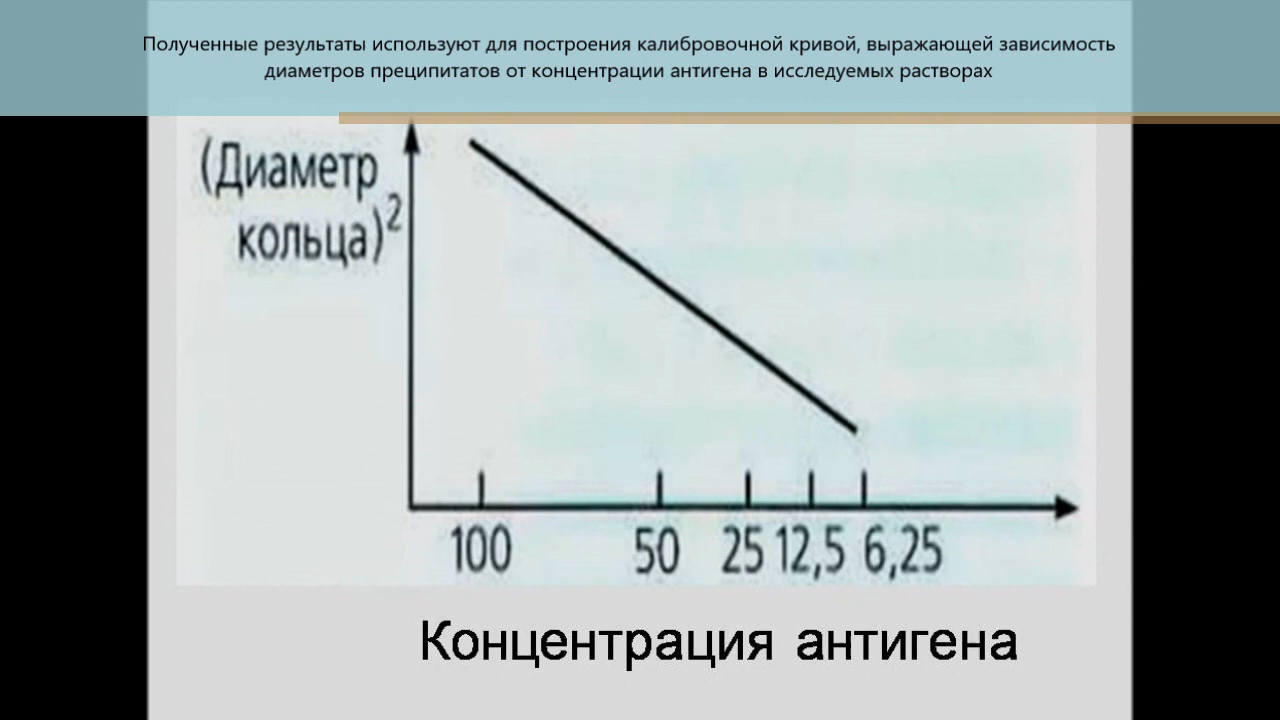 Полученные результаты используют для построения калибровочной кривой, выражающей зависимость
диаметров преципитатов от концентрации антигена в исследуемых растворах
(Диаметр
кольца)²
100 50 25 12,5 6,25
Концентрация антигена